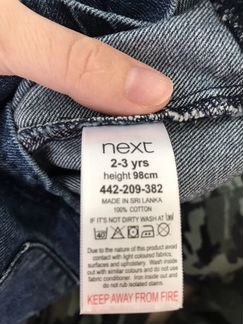 next
2-3 yrs
height 98cm
442-209-382
MADE IN SRI LANKA
100% COTTON
IF IT'S NOT DIRTY WASH AT
Due to the nature of this product avoid
contact with light coloured fabrics,
surfaces and upholstery. Wash inside
out with similar colours and do not use
fabric conditioner. Iron inside out and
do not rub isolated stains.
KEEP AWAY FROM FIRE